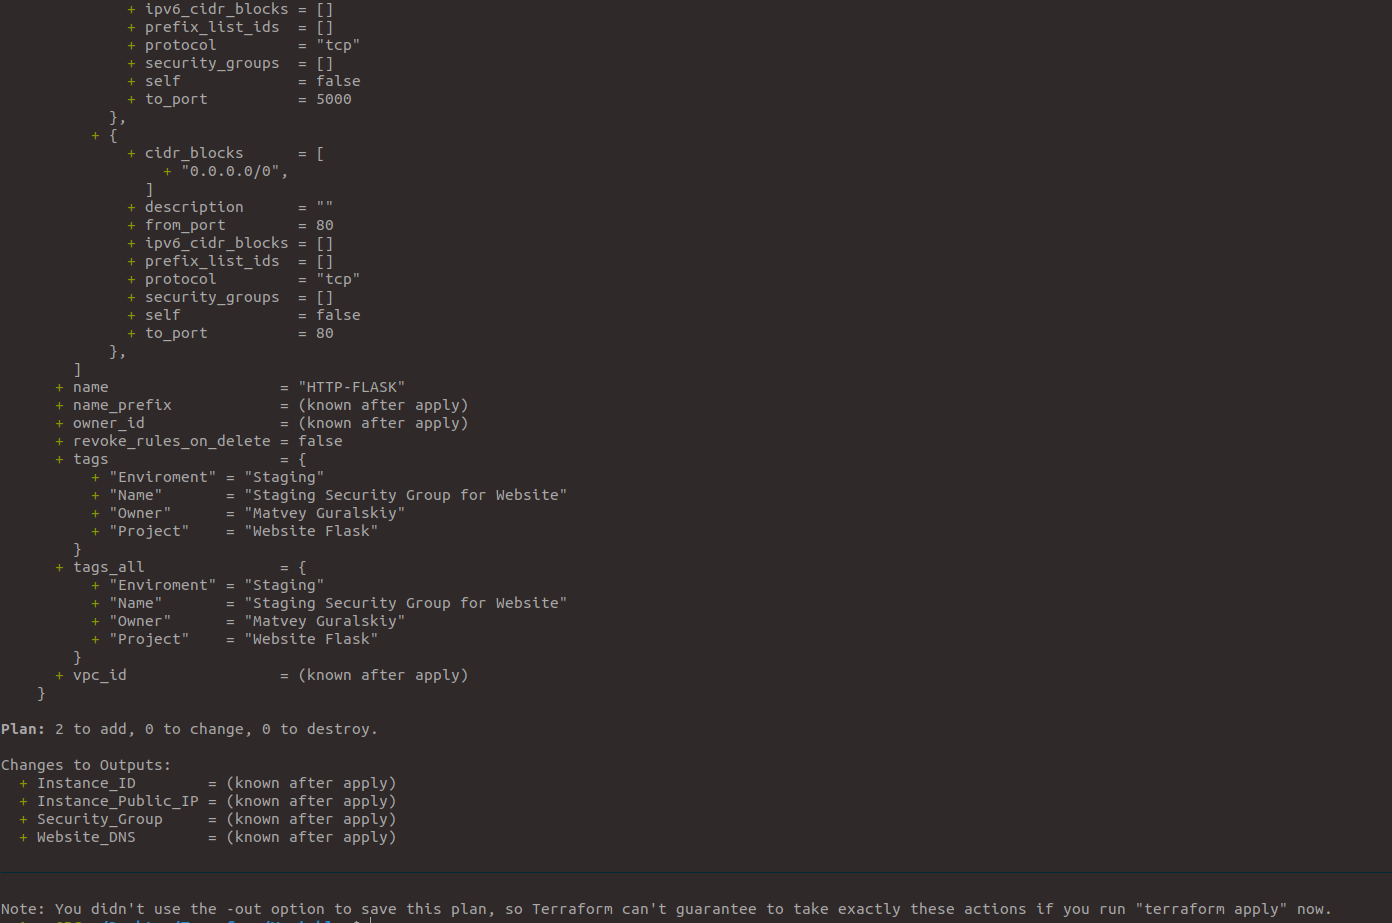 + ipv6_cidr_blocks = []
+ prefix_list_ids  = []
+ protocol         = "tcp"
+ security_groups  = []
+ self             = false
+ to_port          = 5000
},
+ {
+ cidr_blocks      = [
+ "0.0.0.0/0",
]
+ description      = ""
+ from_port        = 80
+ ipv6_cidr_blocks = []
+ prefix_list_ids  = []
+ protocol         = "tcp"
+ security_groups  = []
+ self             = false
+ to_port          = 80
},
]
+ name                   = "HTTP-FLASK"
+ name_prefix            = (known after apply)
+ owner_id               = (known after apply)
+ revoke_rules_on_delete = false
+ tags                   = {
+ "Enviroment" = "Staging"
+ "Name"       = "Staging Security Group for Website"
+ "Owner"      = "Matvey Guralskiy"
+ "Project"    = "Website Flask"
}
+ tags_all               = {
+ "Enviroment" = "Staging"
+ "Name"       = "Staging Security Group for Website"
+ "Owner"      = "Matvey Guralskiy"
+ "Project"    = "Website Flask"
}
+ vpc_id                 = (known after apply)
}
Plan: 2 to add, 0 to change, 0 to destroy.
Changes to Outputs:
+ Instance_ID        = (known after apply)
+ Instance_Public_IP = (known after apply)
+ Security_Group     = (known after apply)
+ Website_DNS        = (known after apply)
Note: You didn't use the -out option to save this plan, so Terraform can't guarantee to take exactly these actions if you run "terraform apply" now.